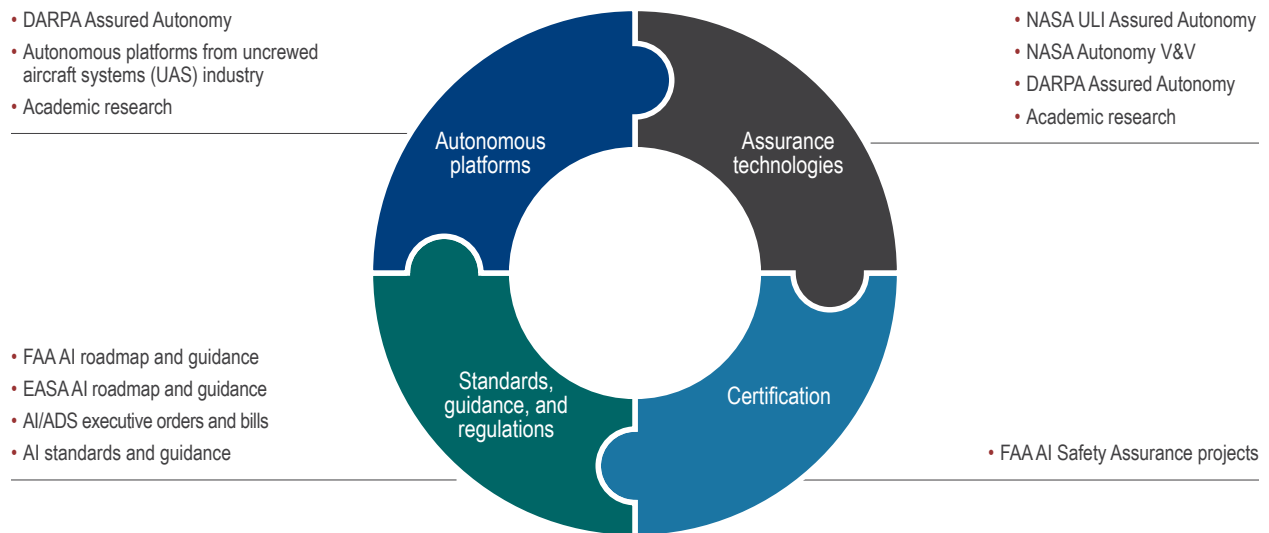 • DARPA Assured Autonomy
• Autonomous platforms from uncrewed
aircraft systems (UAS) industry
• Academic research
• NASA ULI Assured Autonomy
• NASA Autonomy V&V
• DARPA Assured Autonomy
• Academic research
Autonomous
platforms
Assurance
technologies
• FAA AI roadmap and guidance
• EASA AI roadmap and guidance
• AI/ADS executive orders and bills
• AI standards and guidance
Standards,
guidance, and
regulations
Certification
• FAA AI Safety Assurance projects